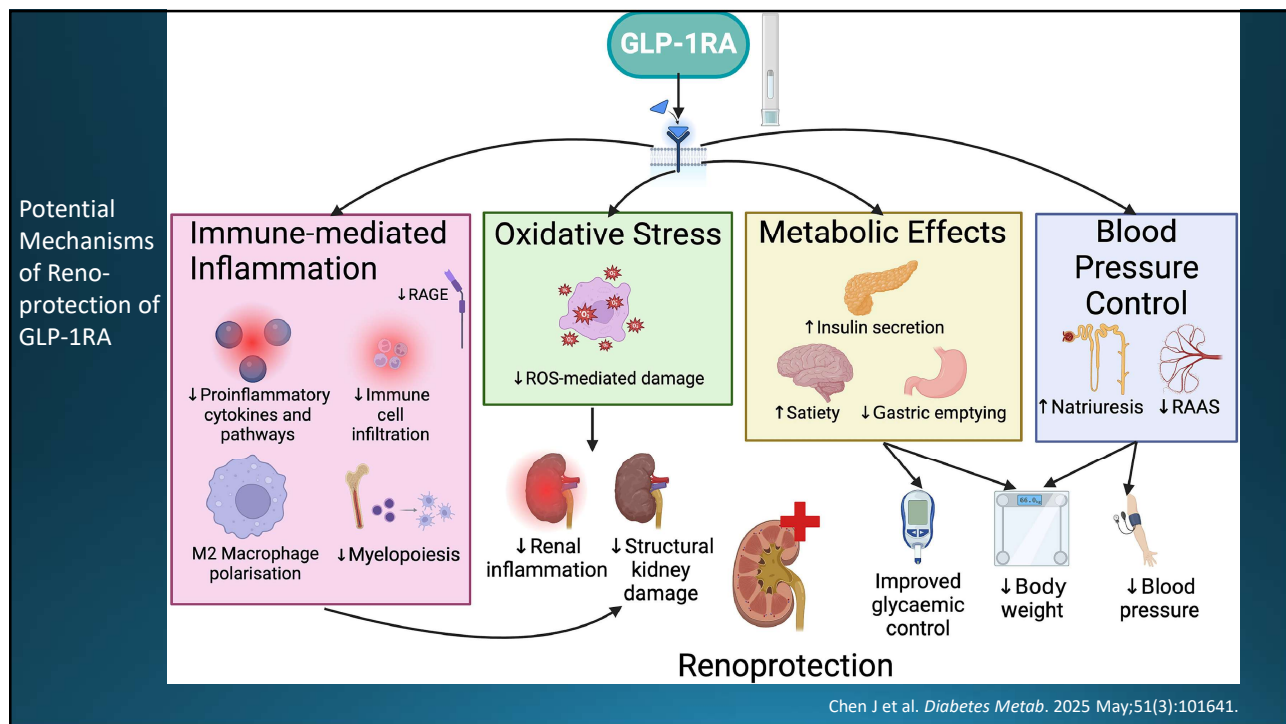 GLP-1RA
Potential
Mechanisms
of Reno-
protection of
GLP-1RA
Immune-mediated
Inflammation
↓RAGE
↓Proinflammatory
cytokines and
pathways
↓Immune
cell
infiltration
M2 Macrophage
polarisation
↓Myelopoiesis
Oxidative Stress
O₂
↓ROS-mediated damage
↓Renal
inflammation
↓Structural
kidney
damage
Metabolic Effects
↑Insulin secretion
↑Satiety
↓Gastric emptying
Blood
Pressure
Control
↑Natriuresis
↓RAAS
Improved
glycaemic
control
↓Body
weight
↓Blood
pressure
Renoprotection
Chen J et al. Diabetes Metab. 2025 May;51(3):101641.